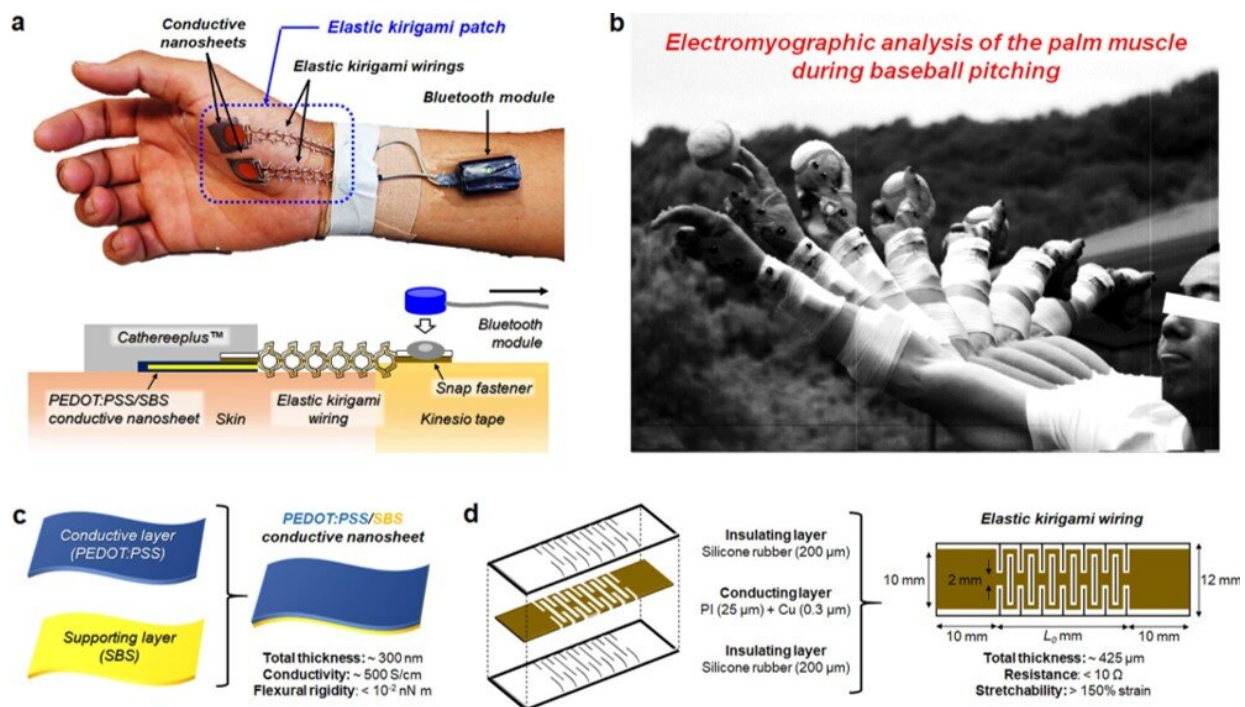 a
Conductive
nanosheets
Elastic kirigami patch
Elastic kirigami wirings
Bluetooth module
Cathereeplus™
Bluetooth
module
Snap fastener
PEDOT:PSS/SBS
conductive nanosheet
Skin
Elastic kirigami
wiring
Kinesio tape
b
Electromyographic analysis of the palm muscle
during baseball pitching
c
Conductive layer
(PEDOT:PSS)
Supporting layer
(SBS)
PEDOT:PSS/SBS
conductive nanosheet
Total thickness: ~ 300 nm
Conductivity: ~ 500 S/cm
Flexural rigidity: < 10⁻² nN m
d
Insulating layer
Silicone rubber (200 μm)
Conducting layer
PI (25 μm) + Cu (0.3 μm)
Insulating layer
Silicone rubber (200 μm)
Elastic kirigami wiring
10 mm
2 mm
12 mm
10 mm
L₀ mm
10 mm
Total thickness: ~ 425 μm
Resistance: < 10 Ω
Stretchability: > 150% strain